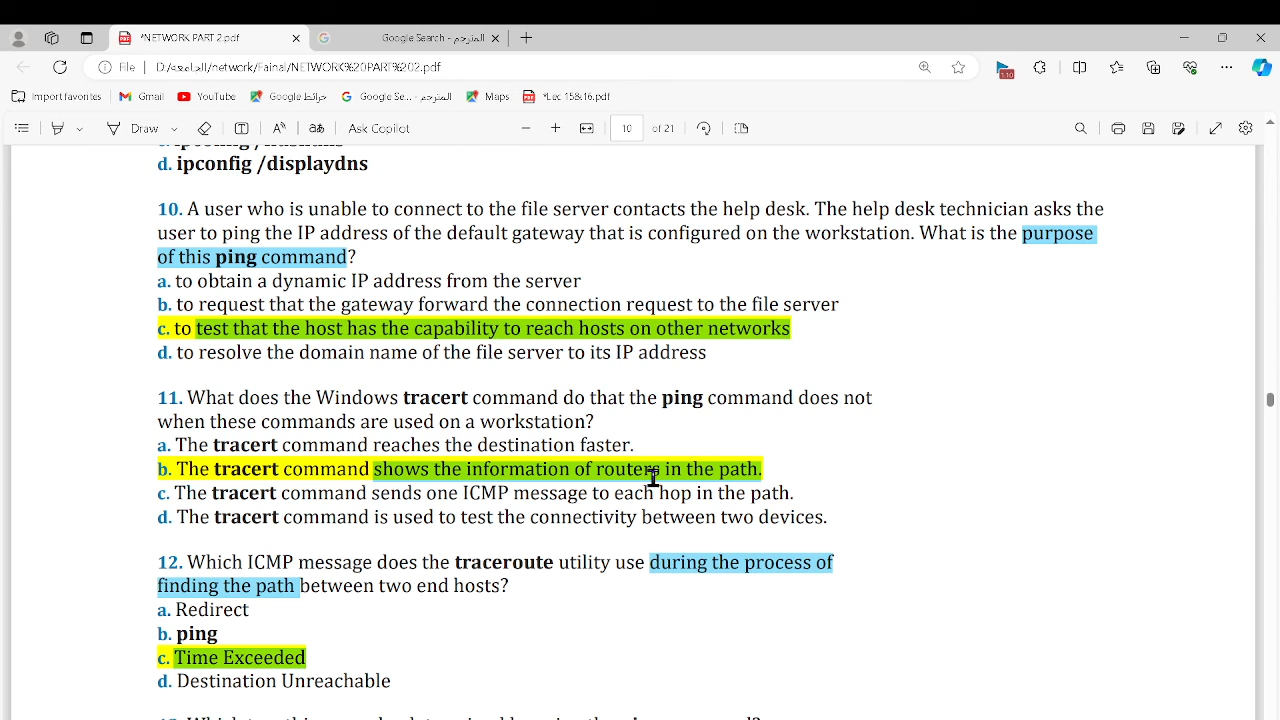 *NETWORK PART 2.pdf
المترجم - Google Search
File | D:/الجامعة/network/Fainal/NETWORK%20PART%202.pdf
1.10
Import favorites Gmail YouTube خرائط Google المترجم - Google Se... Maps *Lec 15&16.pdf
Draw Ask Copilot 10 of 21
d. ipconfig /displaydns
10. A user who is unable to connect to the file server contacts the help desk. The help desk technician asks the
user to ping the IP address of the default gateway that is configured on the workstation. What is the purpose
of this ping command?
a. to obtain a dynamic IP address from the server
b. to request that the gateway forward the connection request to the file server
c. to test that the host has the capability to reach hosts on other networks
d. to resolve the domain name of the file server to its IP address
11. What does the Windows tracert command do that the ping command does not
when these commands are used on a workstation?
a. The tracert command reaches the destination faster.
b. The tracert command shows the information of routers in the path.
c. The tracert command sends one ICMP message to each hop in the path.
d. The tracert command is used to test the connectivity between two devices.
12. Which ICMP message does the traceroute utility use during the process of
finding the path between two end hosts?
a. Redirect
b. ping
c. Time Exceeded
d. Destination Unreachable